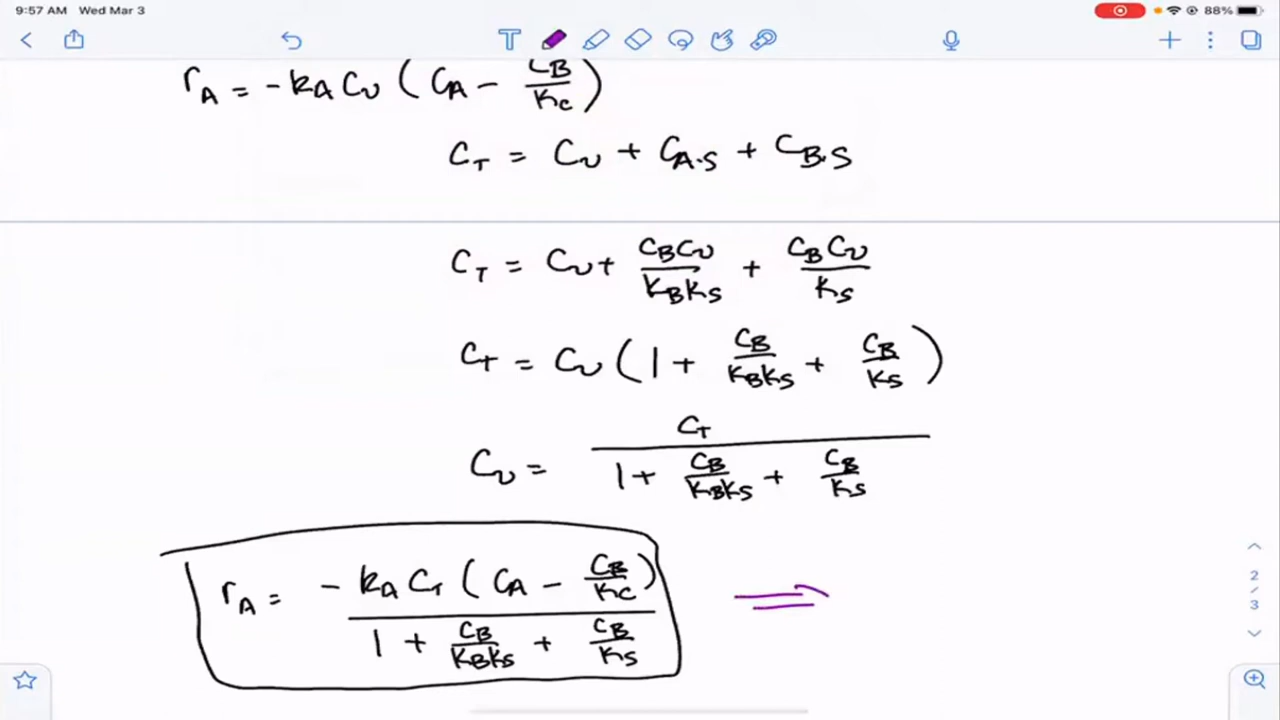 9:57 AM Wed Mar 3 88%
T
r_A = -k_A C_v ( C_A - C_B/K_C )
C_T = C_v + C_A·S + C_B·S
C_T = C_v + C_B C_v/K_B K_S + C_B C_v/K_S
C_T = C_v ( 1 + C_B/K_B K_S + C_B/K_S )
C_v = C_T/1 + C_B/K_B K_S + C_B/K_S
r_A = -k_A C_T ( C_A - C_B/K_C )/1 + C_B/K_B K_S + C_B/K_S ⇒
2
/
3